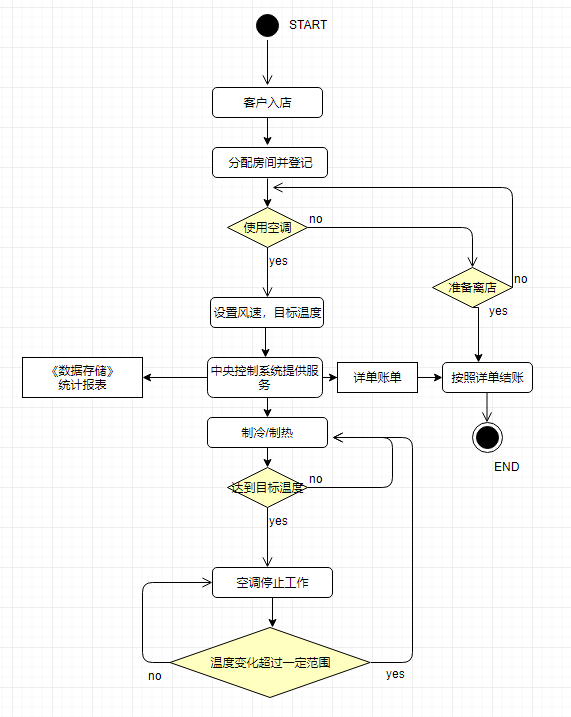 START
客户入店
分配房间并登记
使用空调
no
yes
准备离店
no
yes
设置风速，目标温度
《数据存储》
统计报表
中央控制系统提供服
务
详单账单
按照详单结账
制冷/制热
END
达到目标温度
no
yes
空调停止工作
温度变化超过一定范围
no
yes